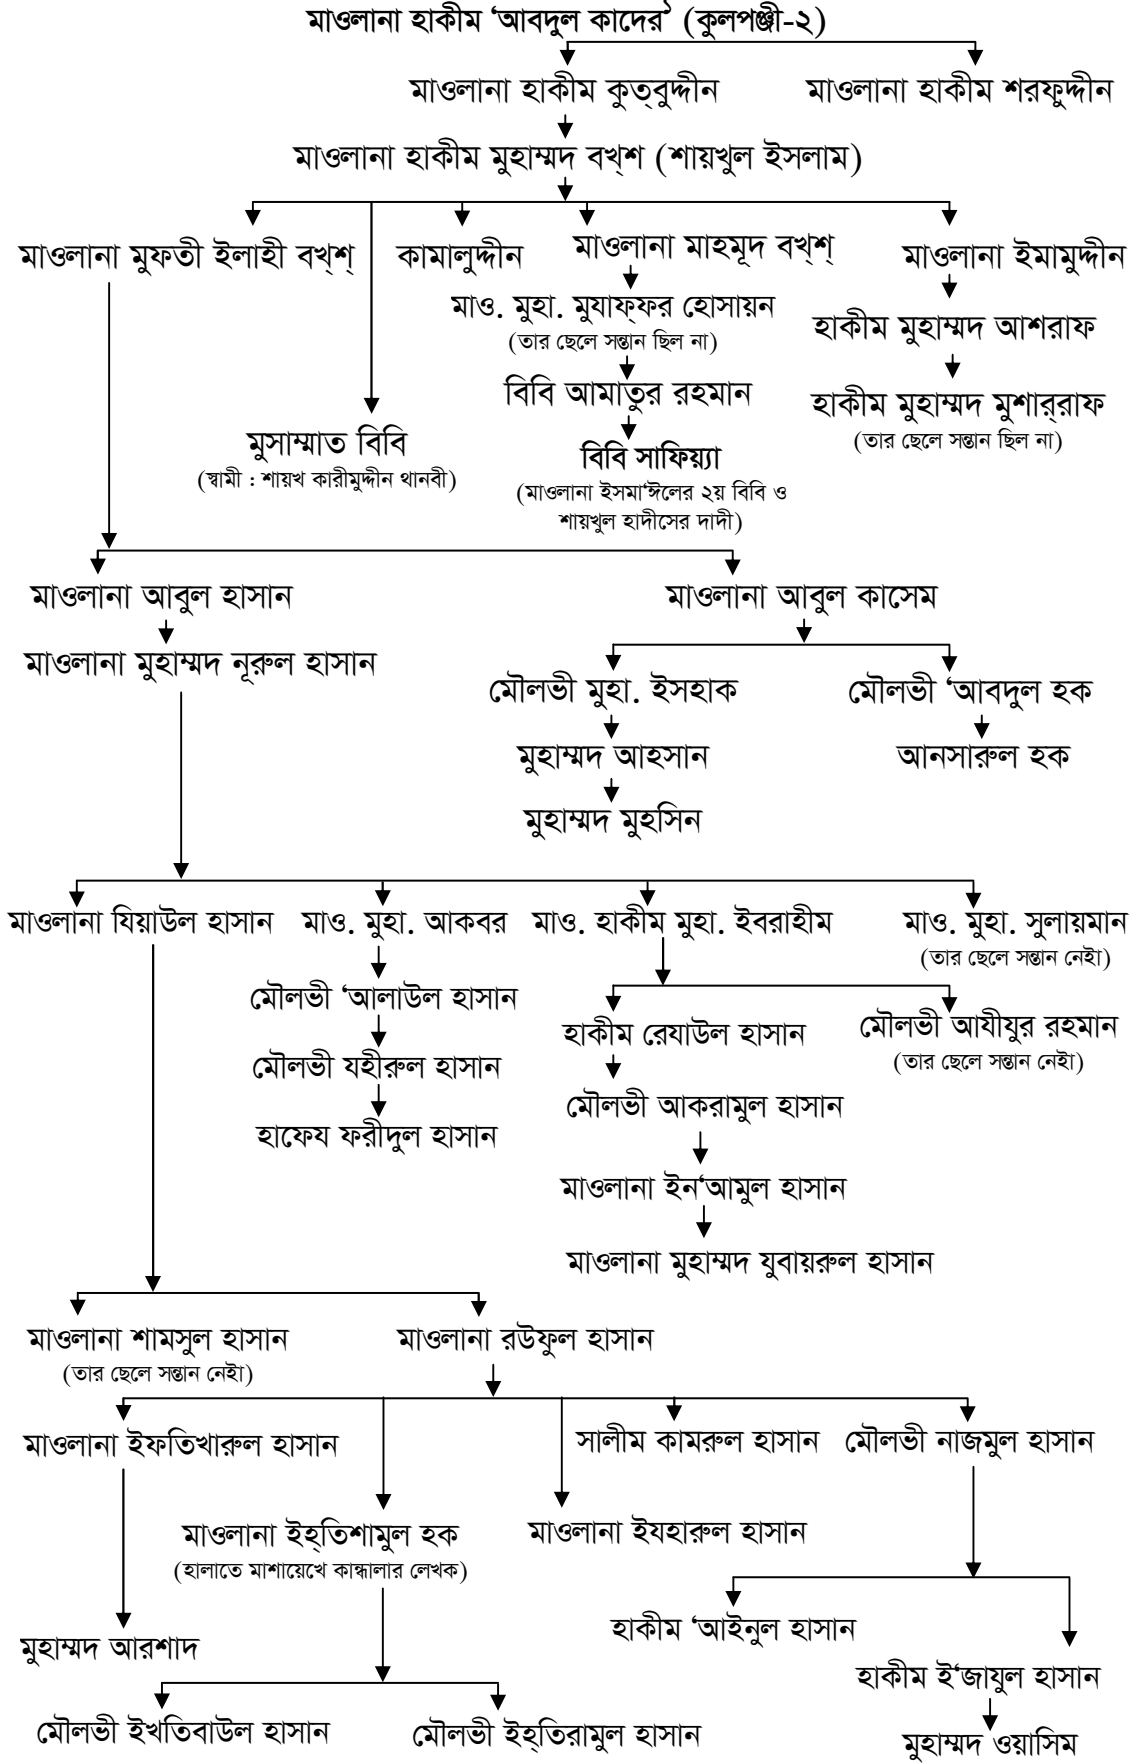 মাওলানা হাকীম ‘আবদুল কাদের১ (কুলপঞ্জী-২)
মাওলানা হাকীম কুত্‌বুদ্দীন
মাওলানা হাকীম শরফুদ্দীন
মাওলানা হাকীম মুহাম্মদ বখ্‌শ (শায়খুল ইসলাম)
মাওলানা মুফতী ইলাহী বখ্‌শ্
কামালুদ্দীন
মাওলানা মাহমূদ বখ্‌শ্
মাওলানা ইমামুদ্দীন
মাও. মুহা. মুযাফ্‌ফর হোসায়ন
(তার ছেলে সন্তান ছিল না)
হাকীম মুহাম্মদ আশরাফ
বিবি আমাতুর রহমান
হাকীম মুহাম্মদ মুশার্‌রাফ
(তার ছেলে সন্তান ছিল না)
মুসাম্মাত বিবি
(স্বামী : শায়খ কারীমুদ্দীন থানবী)
বিবি সাফিয়্যা
(মাওলানা ইসমা‘ঈলের ২য় বিবি ও
শায়খুল হাদীসের দাদী)
মাওলানা আবুল হাসান
মাওলানা আবুল কাসেম
মাওলানা মুহাম্মদ নূরুল হাসান
মৌলভী মুহা. ইসহাক
মৌলভী ‘আবদুল হক
মুহাম্মদ আহসান
আনসারুল হক
মুহাম্মদ মুহসিন
মাওলানা যিয়াউল হাসান
মাও. মুহা. আকবর
মাও. হাকীম মুহা. ইবরাহীম
মাও. মুহা. সুলায়মান
(তার ছেলে সন্তান নেইা)
মৌলভী ‘আলাউল হাসান
হাকীম রেযাউল হাসান
মৌলভী আযীযুর রহমান
(তার ছেলে সন্তান নেইা)
মৌলভী যহীরুল হাসান
মৌলভী আকরামুল হাসান
হাফেয ফরীদুল হাসান
মাওলানা ইন‘আমুল হাসান
মাওলানা মুহাম্মদ যুবায়রুল হাসান
মাওলানা শামসুল হাসান
(তার ছেলে সন্তান নেইা)
মাওলানা রউফুল হাসান
মাওলানা ইফতিখারুল হাসান
সালীম কামরুল হাসান
মৌলভী নাজমুল হাসান
মাওলানা ইহ্‌তিশামুল হক
(হালাতে মাশায়েখে কান্ধালার লেখক)
মাওলানা ইযহারুল হাসান
মুহাম্মদ আরশাদ
হাকীম ‘আইনুল হাসান
হাকীম ই‘জাযুল হাসান
মৌলভী ইখতিবাউল হাসান
মৌলভী ইহ্‌তিরামুল হাসান
মুহাম্মদ ওয়াসিম